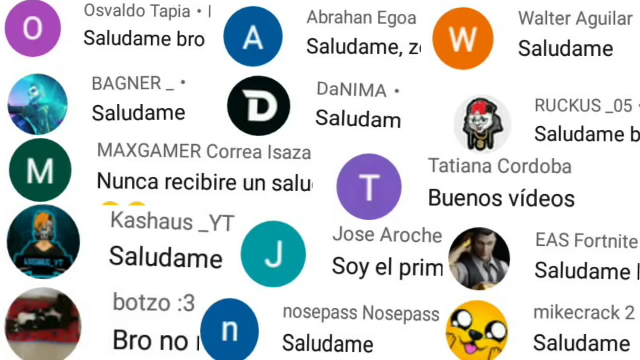 O
Osvaldo Tapia •
Saludame bro
A
Abrahan Egoa
Saludame,
W
Walter Aguilar
Saludame
BAGNER _ •
Saludame
D
DaNIMA •
Saludam
RUCKUS _05
Saludame b
M
MAXGAMER Correa Isaza
Nunca recibire un salu
T
Tatiana Cordoba
Buenos vídeos
Kashaus _YT
Saludame
J
Jose Aroche
Soy el prim
EAS Fortnite
Saludame
botzo :3
Bro no
n
nosepass Nosepass
Saludame
mikecrack 2
Saludame